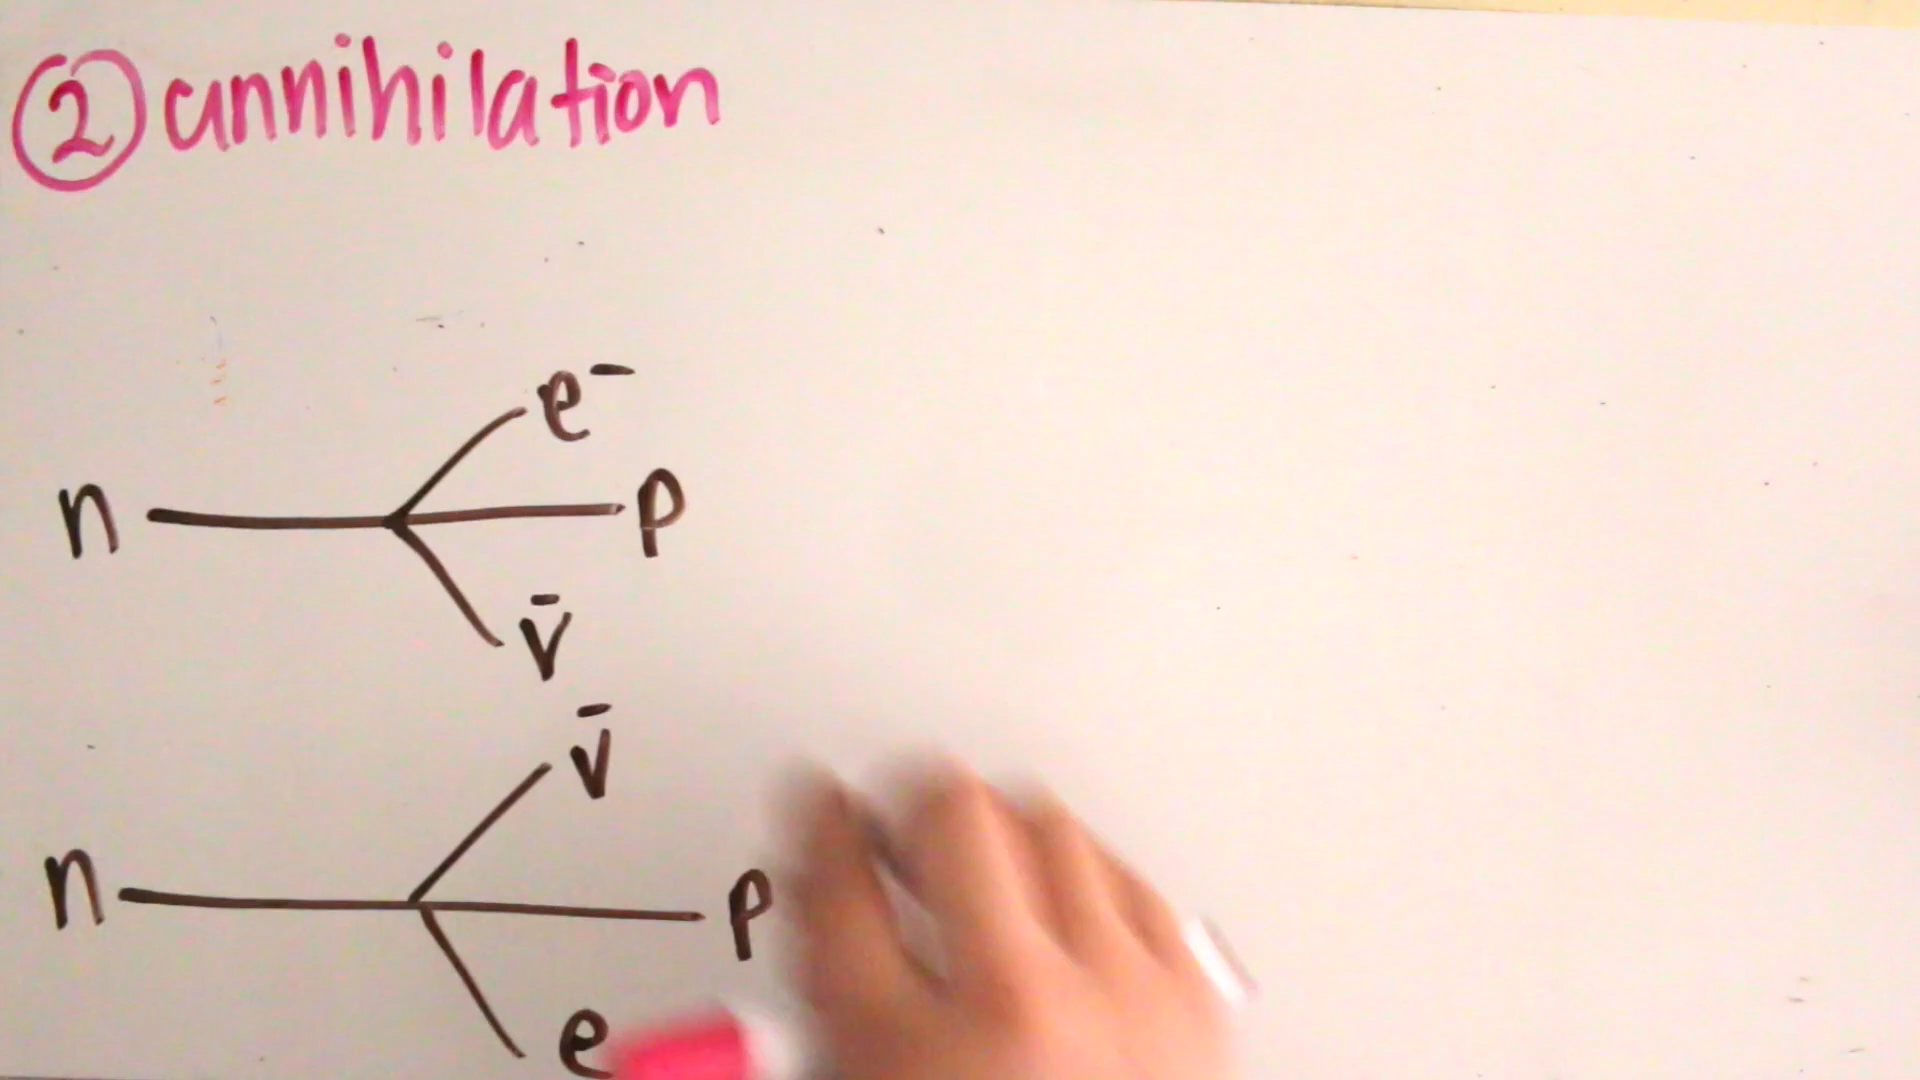 ② annihilation
e⁻
n p
v̄
v̄
n p
e